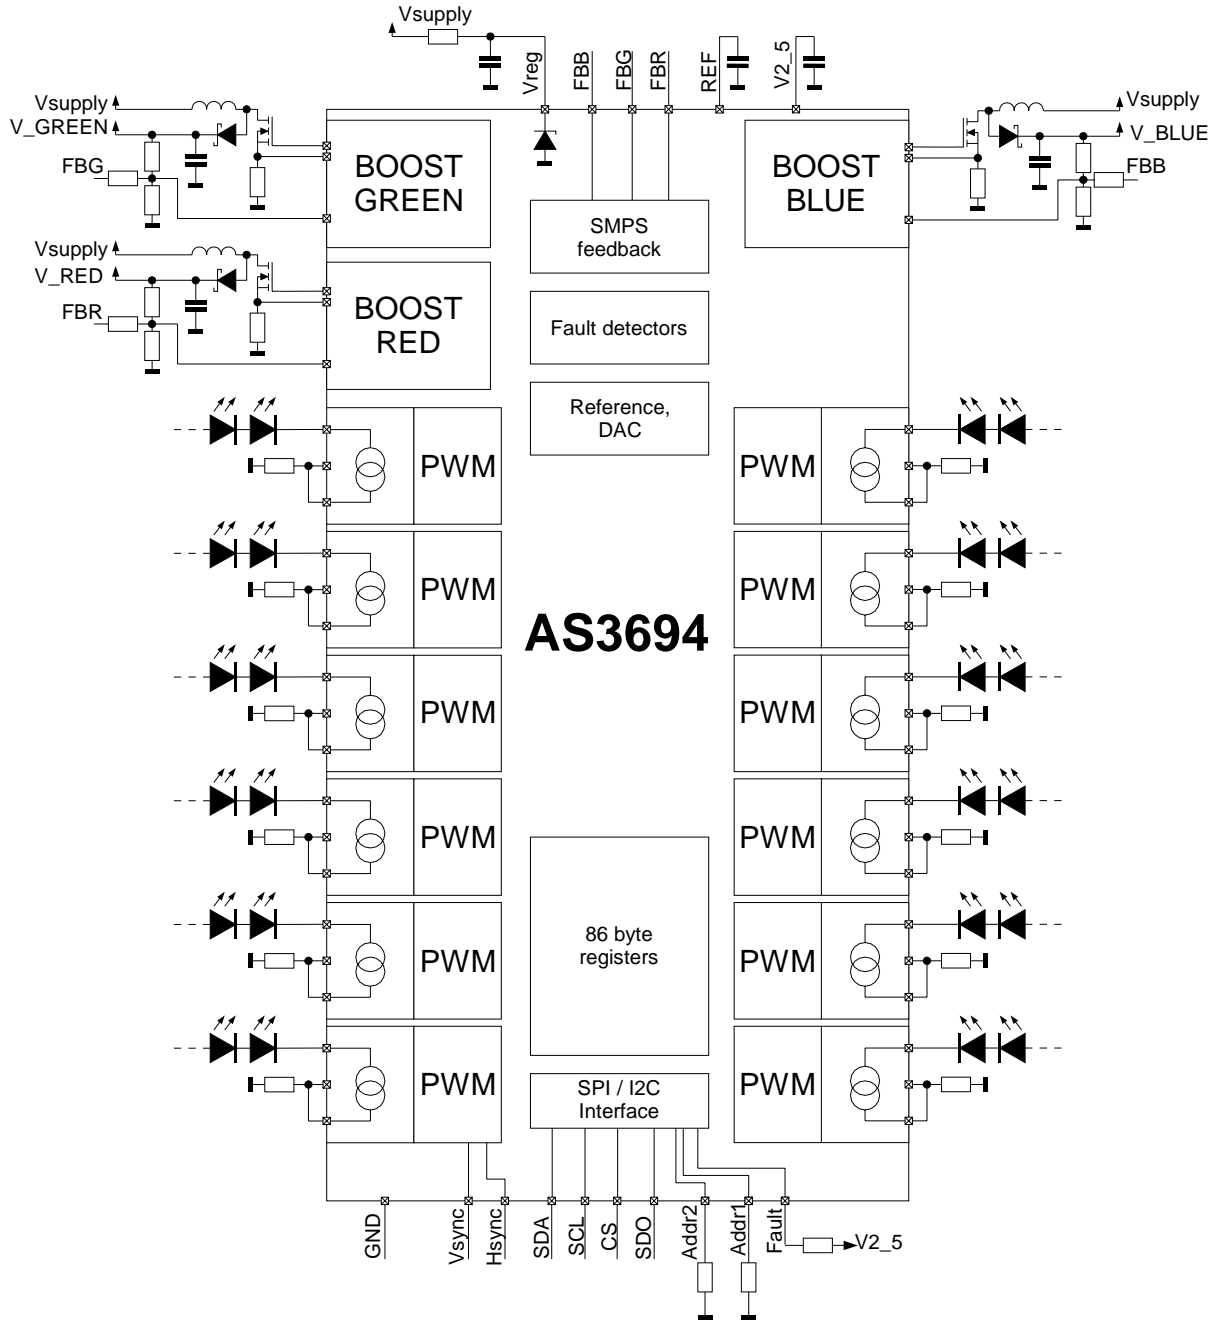 Vsupply
Vreg
FBB
FBG
FBR
REF
V2_5
Vsupply
V_GREEN
FBG
BOOST
GREEN
SMPS
feedback
BOOST
BLUE
Vsupply
V_BLUE
FBB
Vsupply
V_RED
FBR
BOOST
RED
Fault detectors
Reference,
DAC
PWM
PWM
PWM
PWM
AS3694
PWM
PWM
PWM
PWM
86 byte
registers
PWM
PWM
PWM
PWM
SPI / I2C
Interface
GND
Vsync
Hsync
SDA
SCL
CS
SDO
Addr2
Addr1
Fault
V2_5